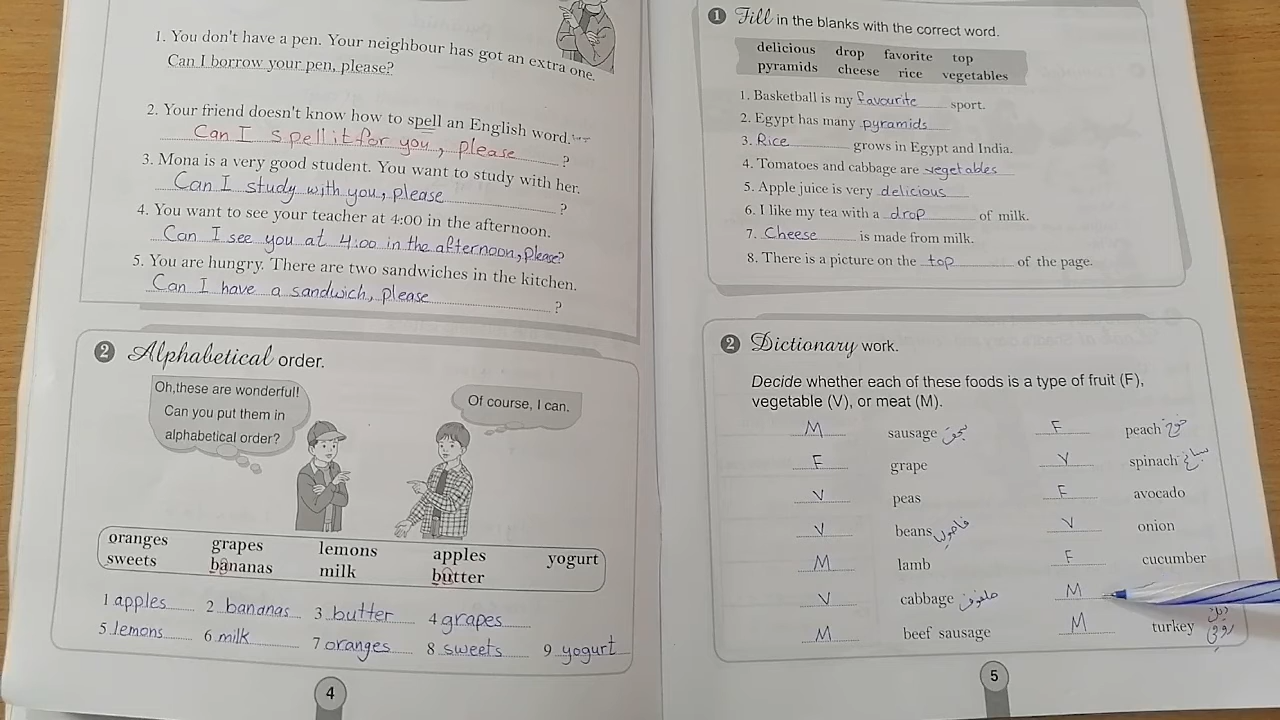 1. You don't have a pen. Your neighbour has got an extra one.
Can I borrow your pen, please?
2. Your friend doesn't know how to spell an English word.
Can I spell it for you, please ?
3. Mona is a very good student. You want to study with her.
Can I study with you, please ?
4. You want to see your teacher at 4:00 in the afternoon.
Can I see you at 4:00 in the afternoon, please?
5. You are hungry. There are two sandwiches in the kitchen.
Can I have a sandwich, please ?
2 Alphabetical order.
Oh,these are wonderful!
Can you put them in
alphabetical order?
Of course, I can.
oranges grapes lemons apples yogurt
sweets bananas milk butter
1 apples 2 bananas 3 butter 4 grapes
5 lemons 6 milk 7 oranges 8 sweets 9 yogurt
4
1 Fill in the blanks with the correct word.
delicious drop favorite top
pyramids cheese rice vegetables
1. Basketball is my favourite sport.
2. Egypt has many pyramids
3. Rice grows in Egypt and India.
4. Tomatoes and cabbage are vegetables
5. Apple juice is very delicious
6. I like my tea with a drop of milk.
7. Cheese is made from milk.
8. There is a picture on the top of the page.
2 Dictionary work.
Decide whether each of these foods is a type of fruit (F),
vegetable (V), or meat (M).
M sausage سجق F peach خوخ
F grape V spinach سبانخ
V peas F avocado
V beans فاصوليا V onion
M lamb F cucumber
V cabbage ملفوف M
M beef sausage M turkey ديك رومي
5